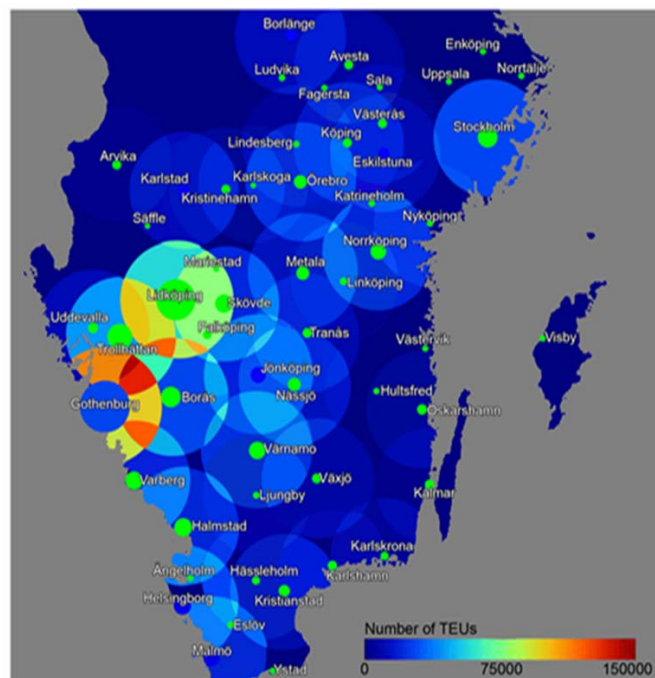 Borlänge
Enköping
Avesta
Ludvika
Sala
Uppsala
Norrtälje
Fagersta
Västerås
Stockholm
Lindesberg
Köping
Arvika
Eskilstuna
Karlstad
Karlskoga
Örebro
Kristinehamn
Katrineholm
Säffle
Nyköping
Norrköping
Mariestad
Metala
Linköping
Lidköping
Skövde
Uddevalla
Falköping
Tranås
Visby
Trollhättan
Västervik
Jönköping
Hultsfred
Nässjö
Gothenburg
Borås
Oskarshamn
Värnamo
Varberg
Växjö
Ljungby
Kalmar
Halmstad
Karlskrona
Ängelholm
Hässleholm
Karlshamn
Helsingborg
Kristianstad
Eslöv
Number of TEUs
Malmö
Ystad
0 75000 150000